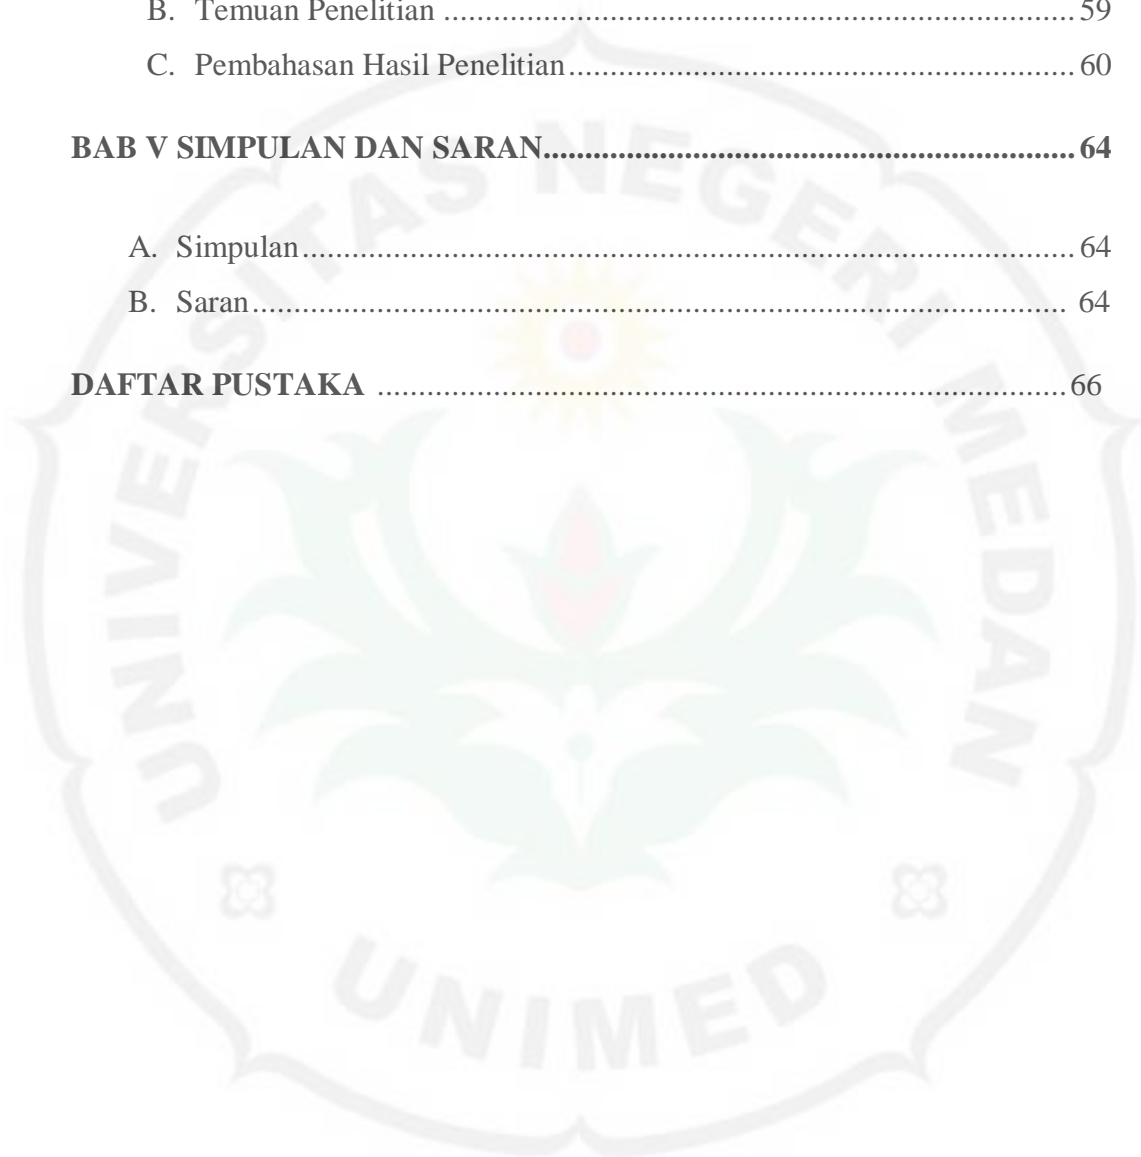 B. Temuan Penelitian ........................................................................... 59
C. Pembahasan Hasil Penelitian ............................................................ 60
BAB V SIMPULAN DAN SARAN............................................................... 64
A. Simpulan ............................................................................................ 64
B. Saran .................................................................................................. 64
DAFTAR PUSTAKA .................................................................................. 66
UNIVERSITAS NEGERI MEDAN
UNIMED